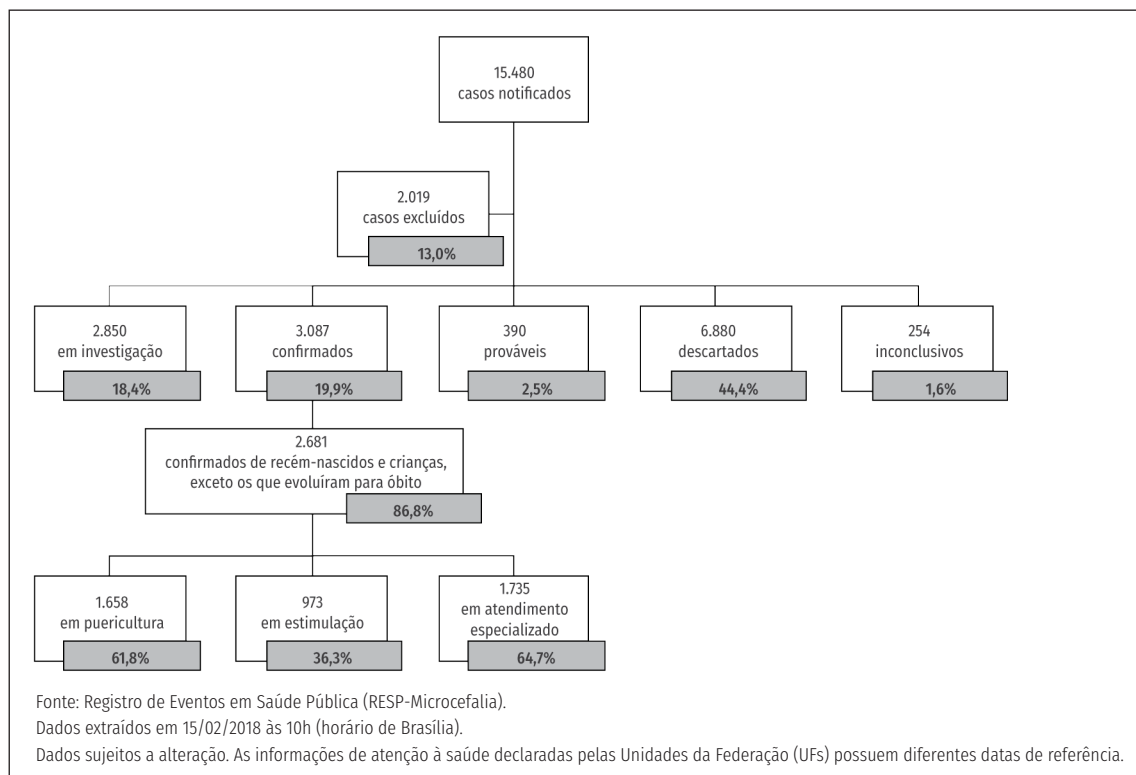 15.480
casos notificados
2.019
casos excluídos
13,0%
2.850
em investigação
18,4%
3.087
confirmados
19,9%
390
prováveis
2,5%
6.880
descartados
44,4%
254
inconclusivos
1,6%
2.681
confirmados de recém-nascidos e crianças,
exceto os que evoluíram para óbito
86,8%
1.658
em puericultura
61,8%
973
em estimulação
36,3%
1.735
em atendimento
especializado
64,7%
Fonte: Registro de Eventos em Saúde Pública (RESP-Microcefalia).
Dados extraídos em 15/02/2018 às 10h (horário de Brasília).
Dados sujeitos a alteração. As informações de atenção à saúde declaradas pelas Unidades da Federação (UFs) possuem diferentes datas de referência.